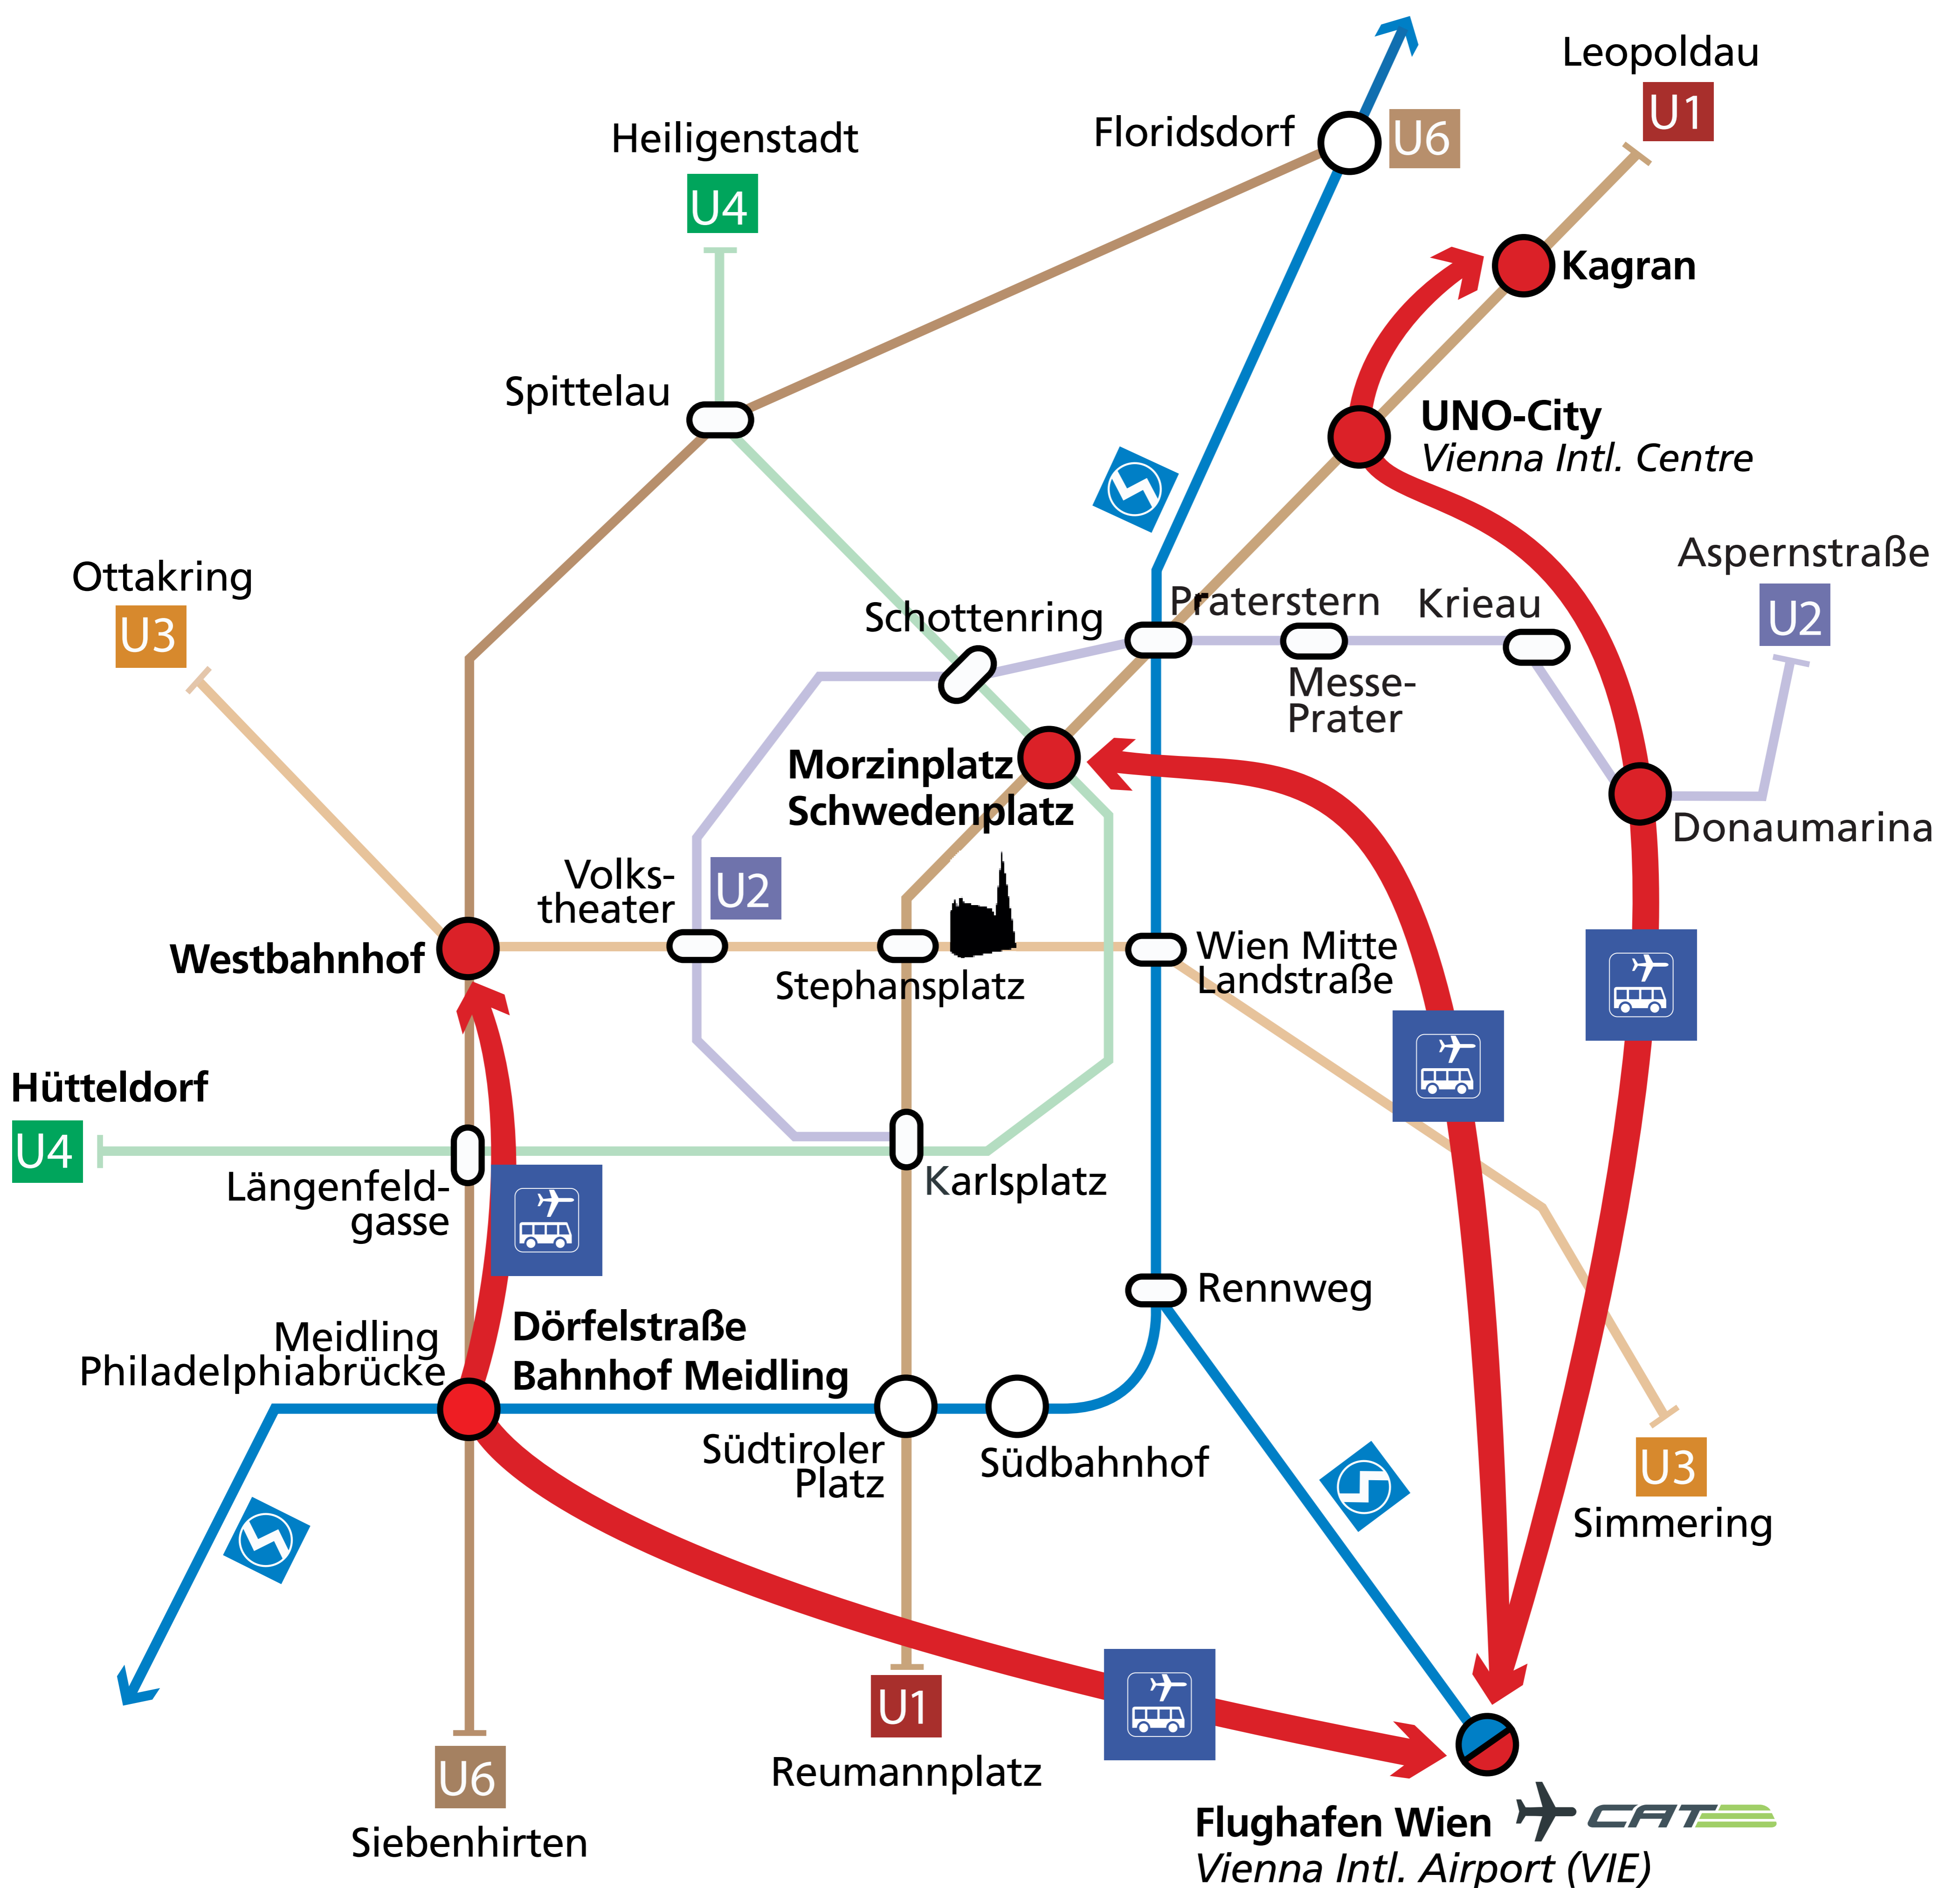 Leopoldau
U1
Floridsdorf
U6
Heiligenstadt
U4
Kagran
Spittelau
UNO-City
Vienna Intl. Centre
Aspernstraße
U2
Ottakring
U3
Schottenring
Praterstern
Krieau
Messe-
Prater
Morzinplatz
Schwedenplatz
Donaumarina
Volks-
theater
U2
Westbahnhof
Stephansplatz
Wien Mitte
Landstraße
Hütteldorf
U4
Längenfeld-
gasse
Karlsplatz
Rennweg
Meidling
Philadelphiabrücke
Dörfelstraße
Bahnhof Meidling
Südtiroler
Platz
Südbahnhof
U3
Simmering
U1
Reumannplatz
U6
Siebenhirten
Flughafen Wien
CAT
Vienna Intl. Airport (VIE)